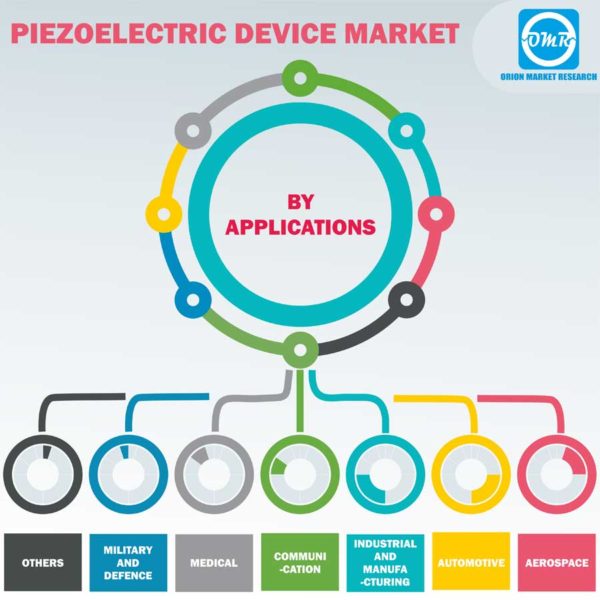 PIEZOELECTRIC DEVICE MARKET
OMR
ORION MARKET RESEARCH
BY
APPLICATIONS
OTHERS
MILITARY
AND
DEFENCE
MEDICAL
COMMUNI
-CATION
INDUSTRIAL
AND
MANUFA
-CTURING
AUTOMOTIVE
AEROSPACE